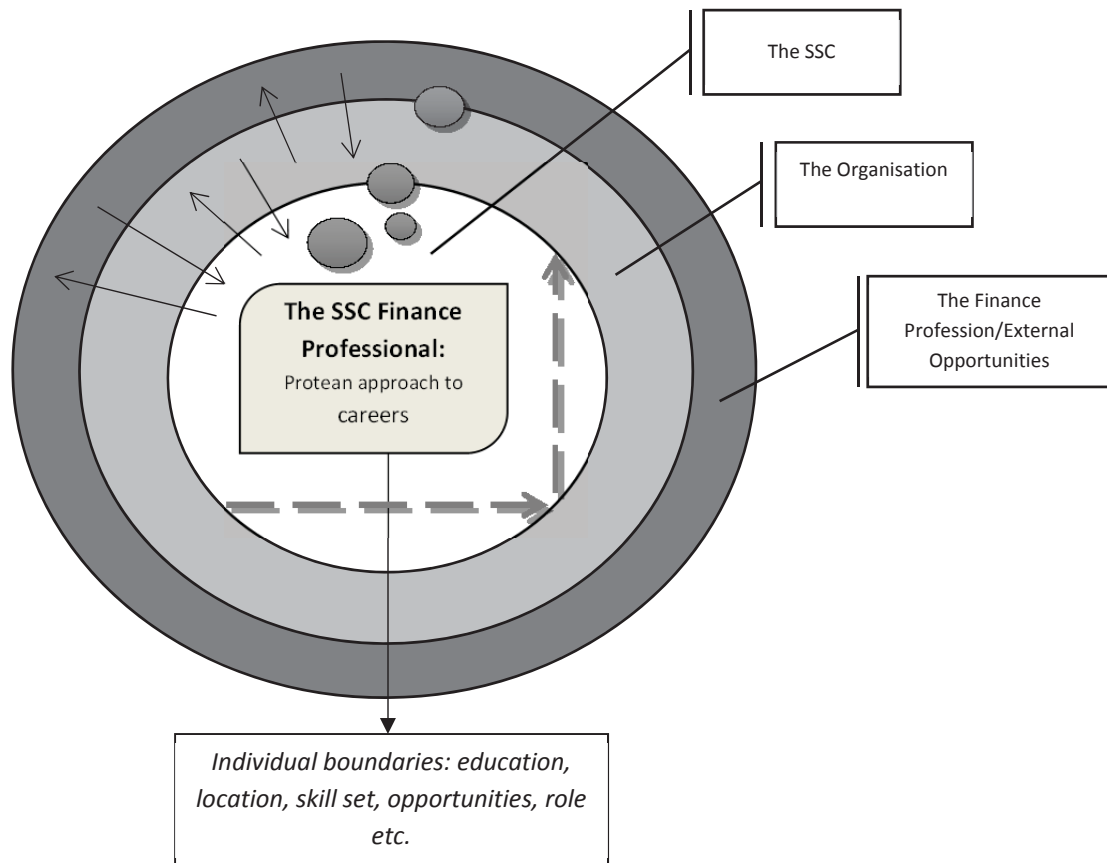 The SSC
The Organisation
The Finance
Profession/External
Opportunities
The SSC Finance
Professional:
Protean approach to
careers
Individual boundaries: education,
location, skill set, opportunities, role
etc.